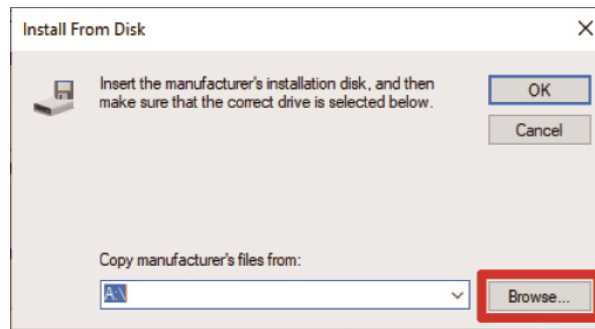 Install From Disk
Insert the manufacturer's installation disk, and then
make sure that the correct drive is selected below.
OK
Cancel
Copy manufacturer's files from:
A:\
Browse...